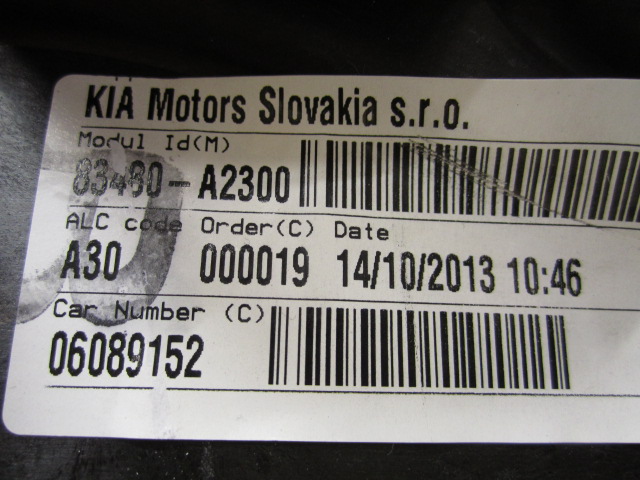 KIA Motors Slovakia s.r.o.
Modul Id(M)
83480-A2300
ALC code Order(C) Date
A30 000019 14/10/2013 10:46
Car Number (C)
06089152